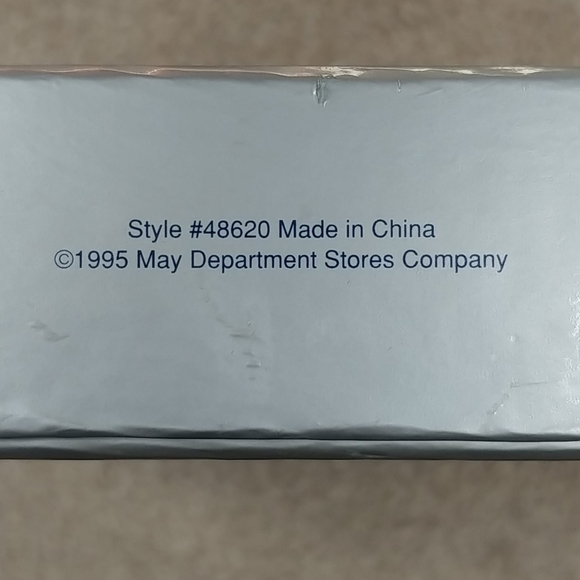 Style #48620 Made in China
©1995 May Department Stores Company